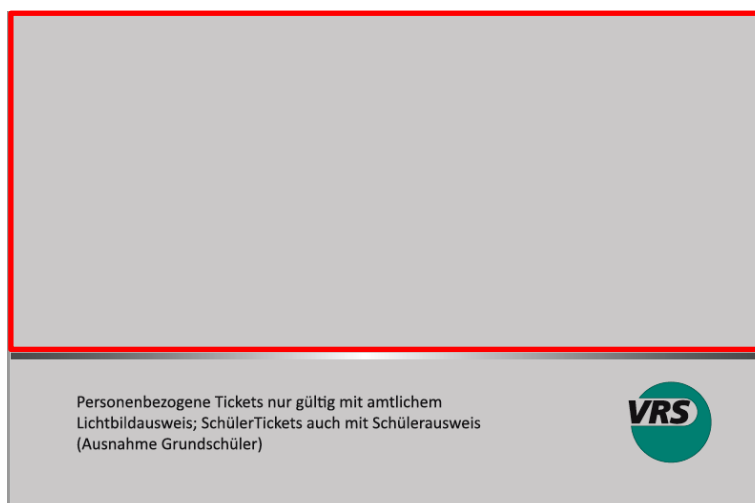 Personenbezogene Tickets nur gültig mit amtlichem
Lichtbildausweis; SchülerTickets auch mit Schülerausweis
(Ausnahme Grundschüler)
VRS